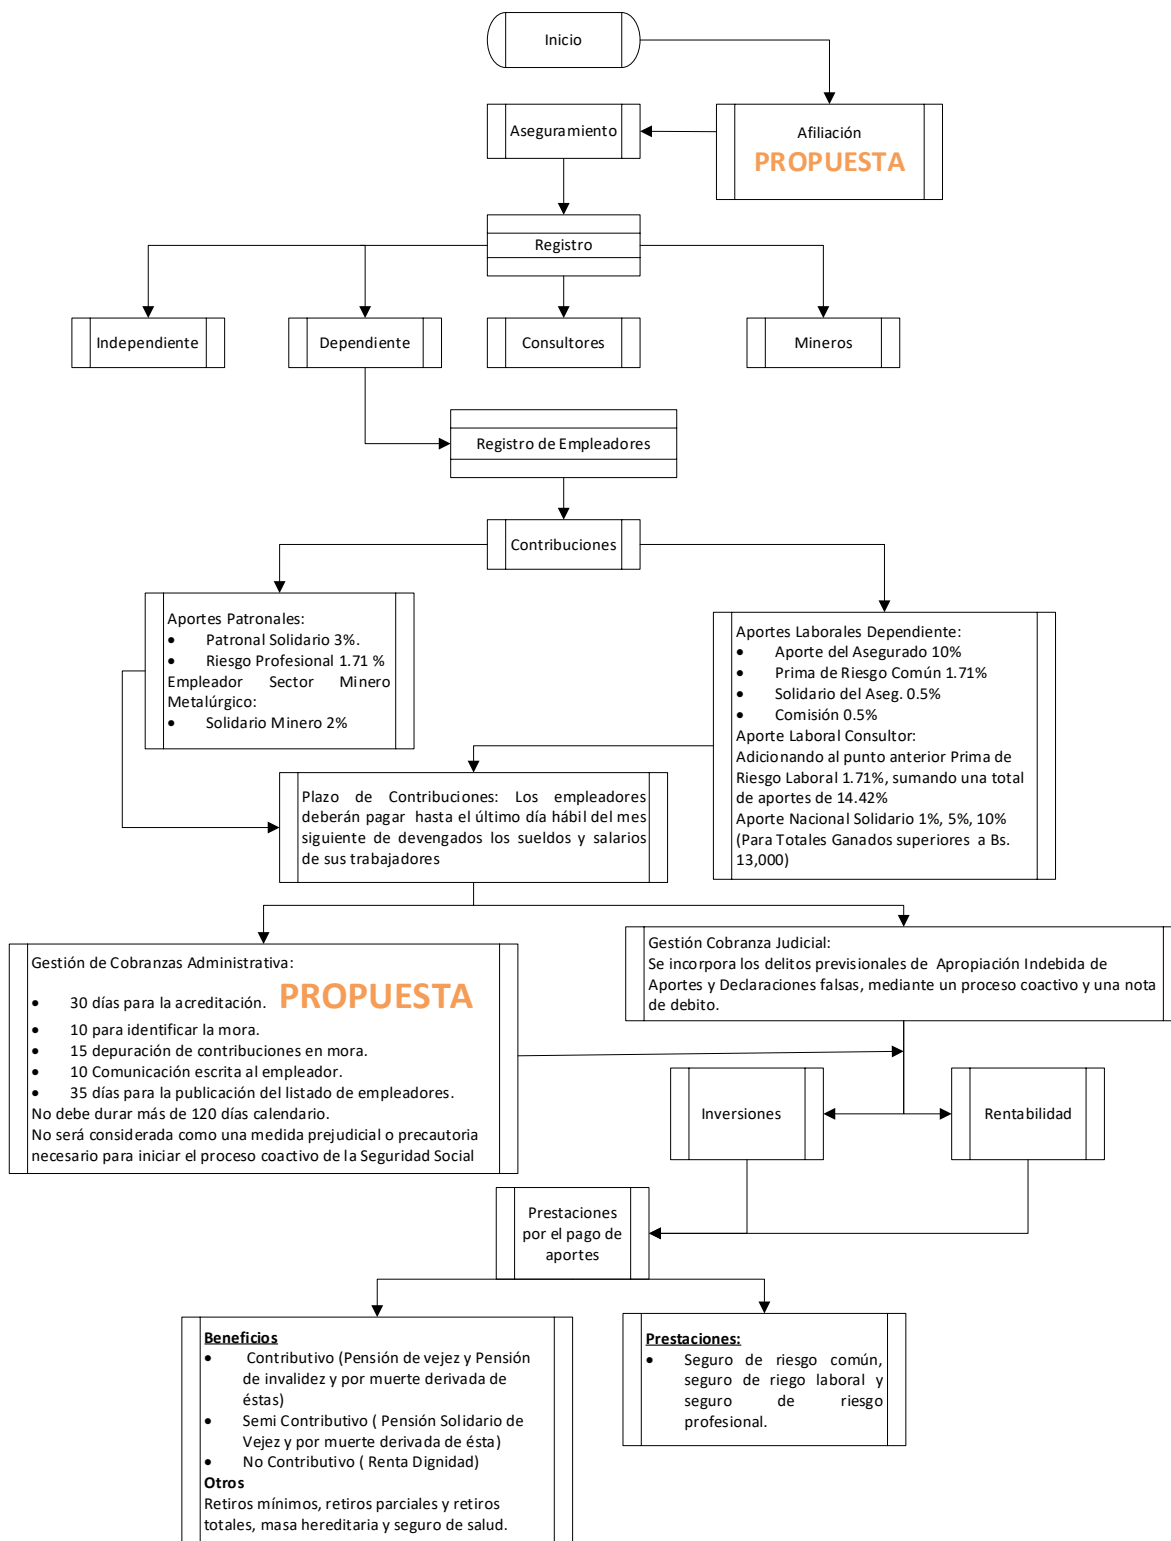 Inicio
Afiliación
PROPUESTA
Aseguramiento
Registro
Independiente
Dependiente
Consultores
Mineros
Registro de Empleadores
Contribuciones
Aportes Patronales:
• Patronal Solidario 3%.
• Riesgo Profesional 1.71 %
Empleador Sector Minero
Metalúrgico:
• Solidario Minero 2%
Aportes Laborales Dependiente:
• Aporte del Asegurado 10%
• Prima de Riesgo Común 1.71%
• Solidario del Aseg. 0.5%
• Comisión 0.5%
Aporte Laboral Consultor:
Adicionando al punto anterior Prima de
Riesgo Laboral 1.71%, sumando una total
de aportes de 14.42%
Aporte Nacional Solidario 1%, 5%, 10%
(Para Totales Ganados superiores a Bs.
13,000)
Plazo de Contribuciones: Los empleadores
deberán pagar hasta el último día hábil del mes
siguiente de devengados los sueldos y salarios
de sus trabajadores
Gestión de Cobranzas Administrativa:
• 30 días para la acreditación. PROPUESTA
• 10 para identificar la mora.
• 15 depuración de contribuciones en mora.
• 10 Comunicación escrita al empleador.
• 35 días para la publicación del listado de empleadores.
No debe durar más de 120 días calendario.
No será considerada como una medida prejudicial o precautoria
necesario para iniciar el proceso coactivo de la Seguridad Social
Gestión Cobranza Judicial:
Se incorpora los delitos previsionales de Apropiación Indebida de
Aportes y Declaraciones falsas, mediante un proceso coactivo y una nota
de debito.
Inversiones
Rentabilidad
Prestaciones
por el pago de
aportes
Beneficios
• Contributivo (Pensión de vejez y Pensión
de invalidez y por muerte derivada de
éstas)
• Semi Contributivo ( Pensión Solidario de
Vejez y por muerte derivada de ésta)
• No Contributivo ( Renta Dignidad)
Otros
Retiros mínimos, retiros parciales y retiros
totales, masa hereditaria y seguro de salud.
Prestaciones:
• Seguro de riesgo común,
seguro de riego laboral y
seguro de riesgo
profesional.